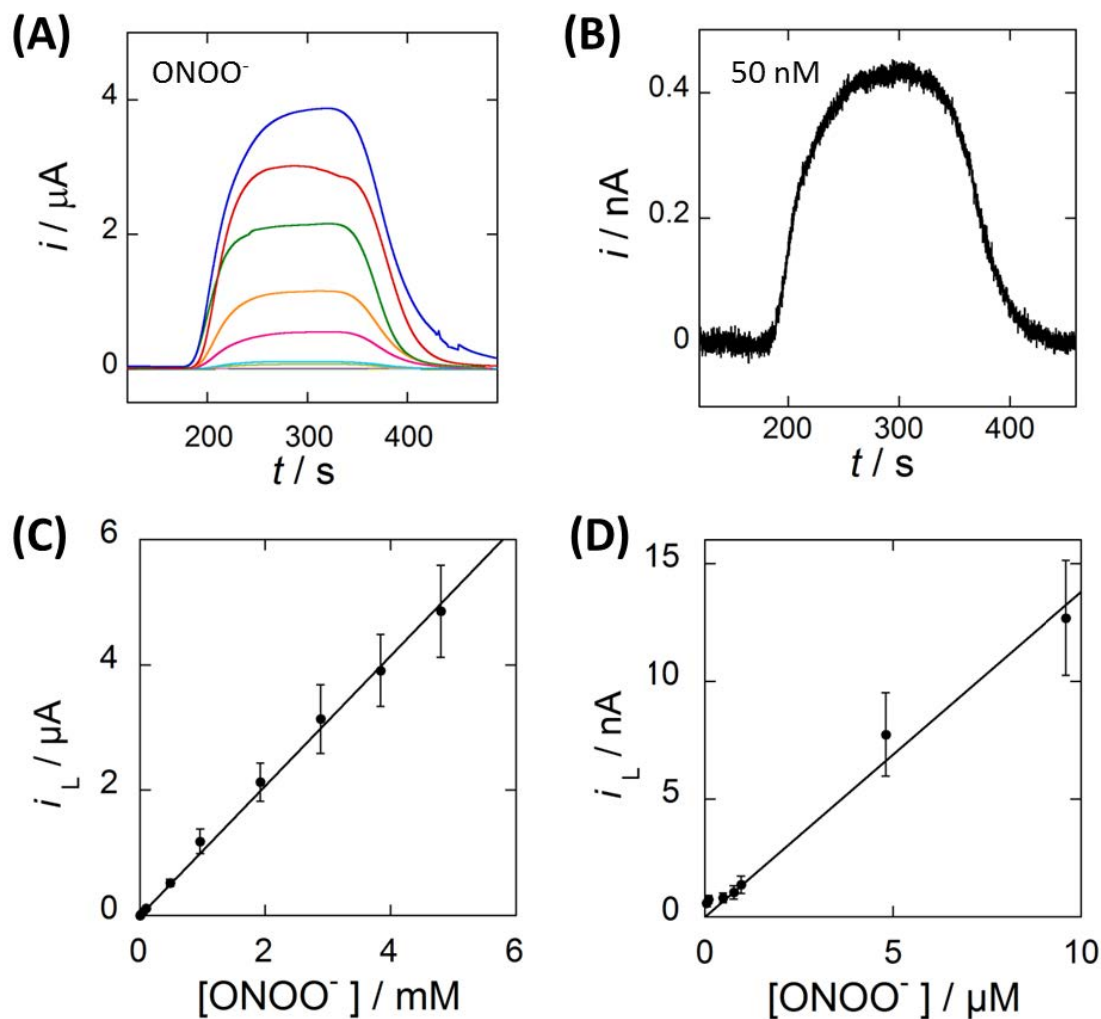 (A)
ONOO⁻
4
2
0
i / μA
200 300 400
t / s
(B)
50 nM
0.4
0.2
0
i / nA
200 300 400
t / s
(C)
6
4
2
0
i L / μA
0 2 4 6
[ONOO⁻ ] / mM
(D)
15
10
5
0
i L / nA
0 5 10
[ONOO⁻ ] / μM